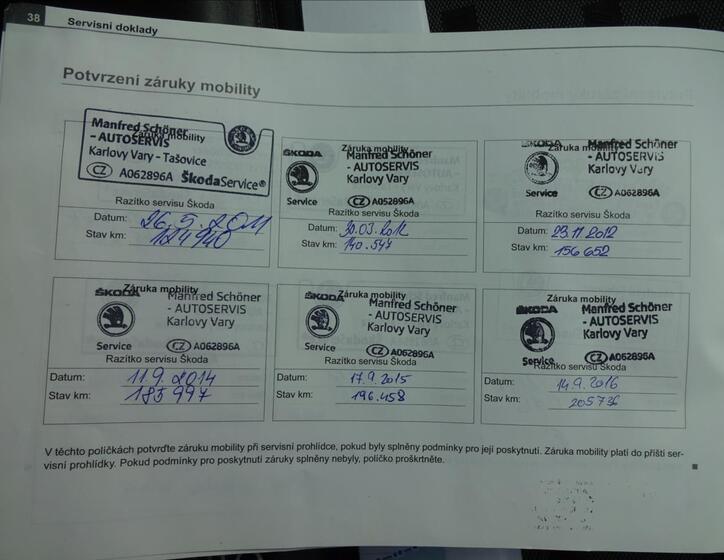 38
Servisní doklady
Potvrzení záruky mobility
Záruka mobility
Manfred Schöner
- AUTOSERVIS
Karlovy Vary - Tašovice
CZ A062896A ŠkodaService®
Razítko servisu Škoda
Datum: 26.5.2011
Stav km: 124940
Záruka mobility
ŠKODA Manfred Schöner
- AUTOSERVIS
Karlovy Vary
Service CZ A062896A
Razítko servisu Škoda
Datum: 30.03.2012
Stav km: 140.547
Záruka mobility
ŠKODA Manfred Schöner
- AUTOSERVIS
Karlovy Vary
Service CZ A062896A
Razítko servisu Škoda
Datum: 23.11.2012
Stav km: 156 652
Záruka mobility
ŠKODA Manfred Schöner
- AUTOSERVIS
Karlovy Vary
Service CZ A062896A
Razítko servisu Škoda
Datum: 11.9.2014
Stav km: 185 997
Záruka mobility
ŠKODA Manfred Schöner
- AUTOSERVIS
Karlovy Vary
Service CZ A062896A
Razítko servisu Škoda
Datum: 17.9.2015
Stav km: 196.458
Záruka mobility
ŠKODA Manfred Schöner
- AUTOSERVIS
Karlovy Vary
Service CZ A062896A
Razítko servisu Škoda
Datum: 14.9.2016
Stav km: 205736
V těchto políčkách potvrďte záruku mobility při servisní prohlídce, pokud byly splněny podmínky pro její poskytnutí. Záruka mobility platí do příští ser-
visní prohlídky. Pokud podmínky pro poskytnutí záruky splněny nebyly, políčko proškrtněte.